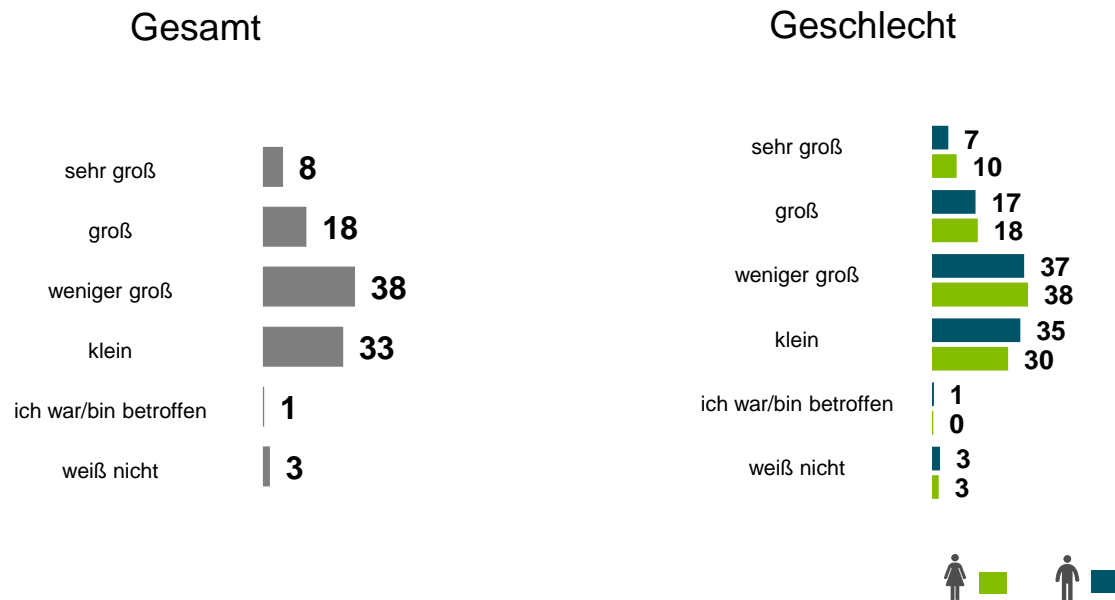 Gesamt
sehr groß 8
groß 18
weniger groß 38
klein 33
ich war/bin betroffen 1
weiß nicht 3
Geschlecht
sehr groß 7
10
groß 17
18
weniger groß 37
38
klein 35
30
ich war/bin betroffen 1
0
weiß nicht 3
3